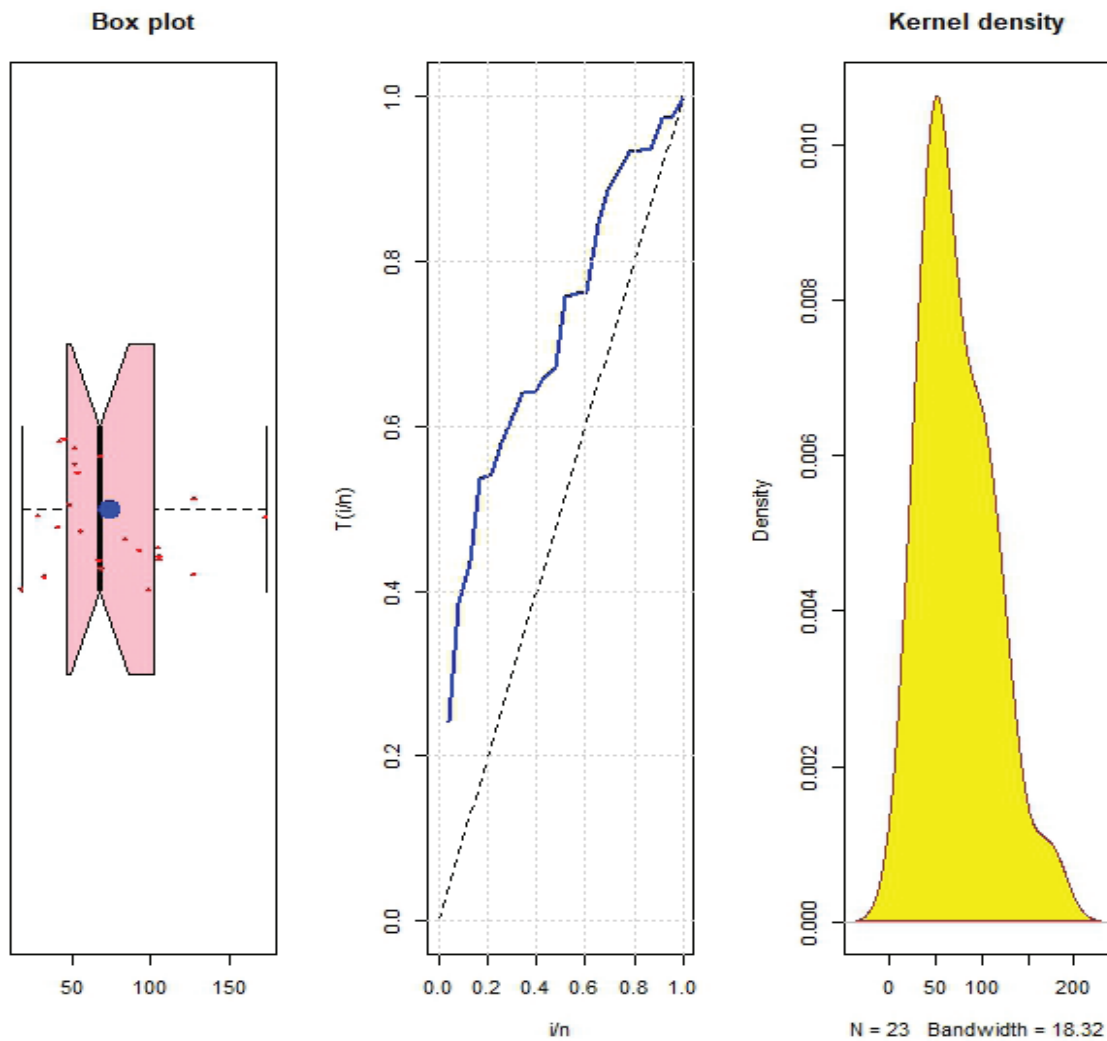 Box plot
50 100 150
T(i/n)
0.0 0.2 0.4 0.6 0.8 1.0
0.0 0.2 0.4 0.6 0.8 1.0
i/n
Kernel density
Density
0.000 0.002 0.004 0.006 0.008 0.010
0 50 100 200
N = 23 Bandwidth = 18.32